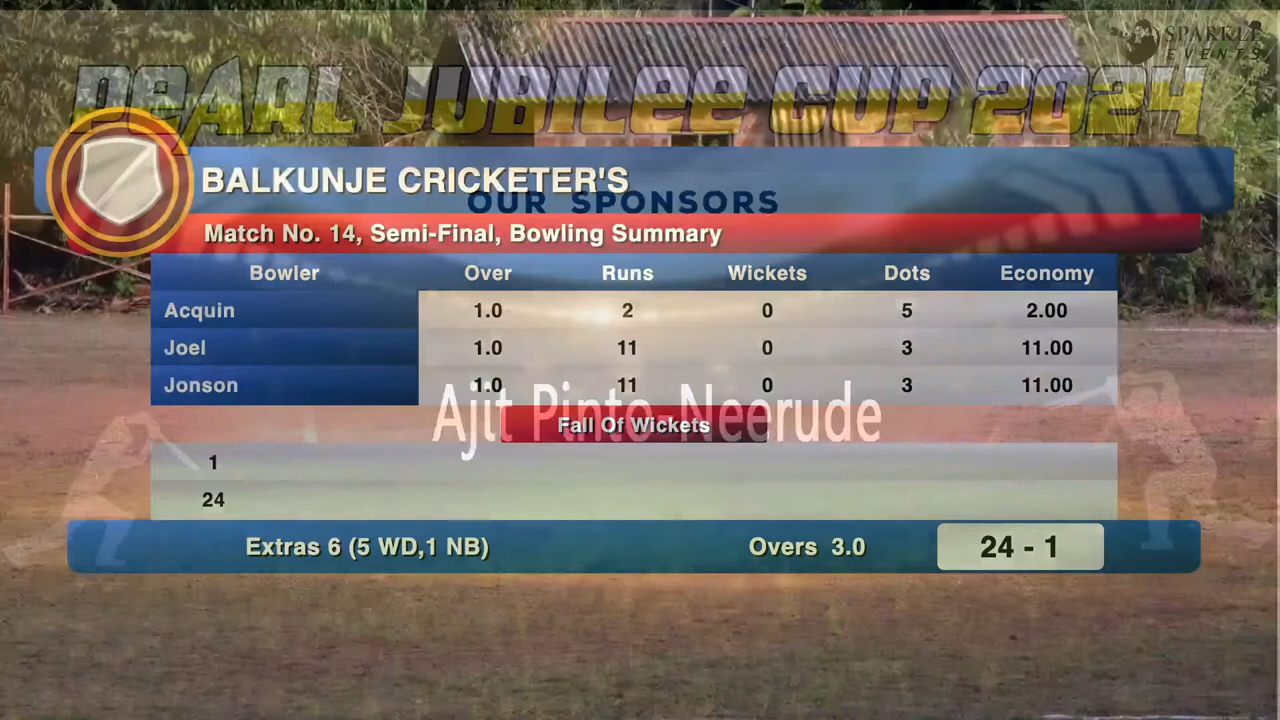 SPARKLE
EVENTS
PEARL JUBILEE CUP 2024
BALKUNJE CRICKETER'S
OUR SPONSORS
Match No. 14, Semi-Final, Bowling Summary
Bowler Over Runs Wickets Dots Economy
Acquin 1.0 2 0 5 2.00
Joel 1.0 11 0 3 11.00
Jonson 1.0 11 0 3 11.00
Ajit Pinto-Neerude
Fall Of Wickets
1
24
Extras 6 (5 WD,1 NB) Overs 3.0 24 - 1